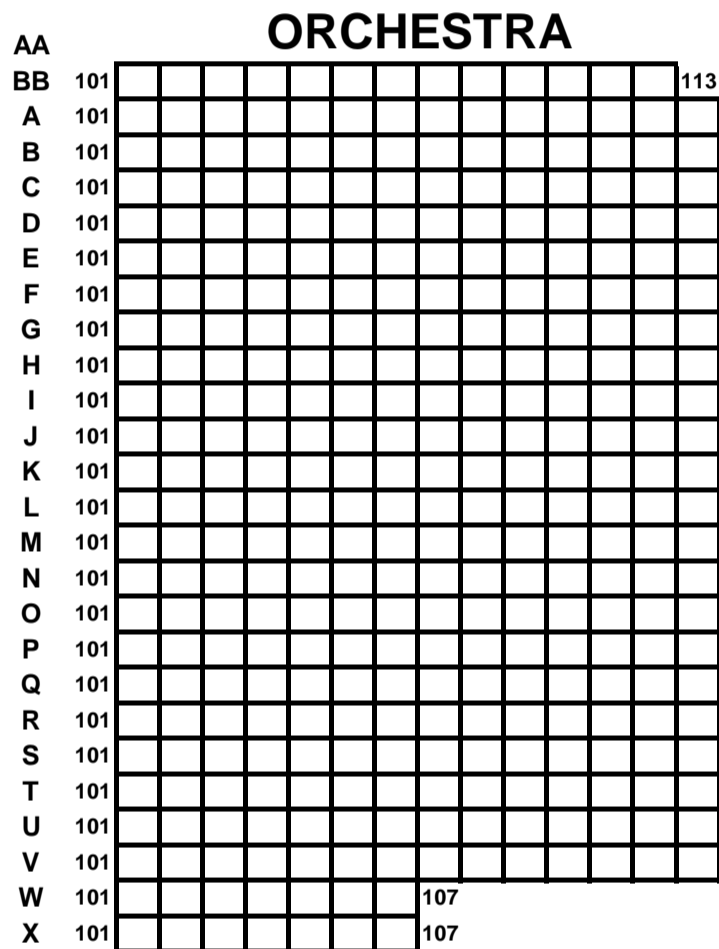 ORCHESTRA
AA
BB 101 113
A 101
B 101
C 101
D 101
E 101
F 101
G 101
H 101
I 101
J 101
K 101
L 101
M 101
N 101
O 101
P 101
Q 101
R 101
S 101
T 101
U 101
V 101
W 101 107
X 101 107